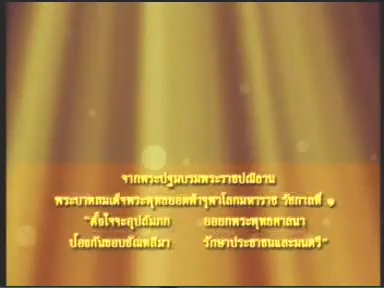 จากพระปฐมบรมพระราชปณิธาน
พระบาทสมเด็จพระพุทธยอดฟ้าจุฬาโลกมหาราช รัชกาลที่ ๑
"ตั้งใจจะอุปถัมภก ยอยกพระพุทธศาสนา
ป้องกันขอบขัณฑสีมา รักษาประชาชนและมนตรี"